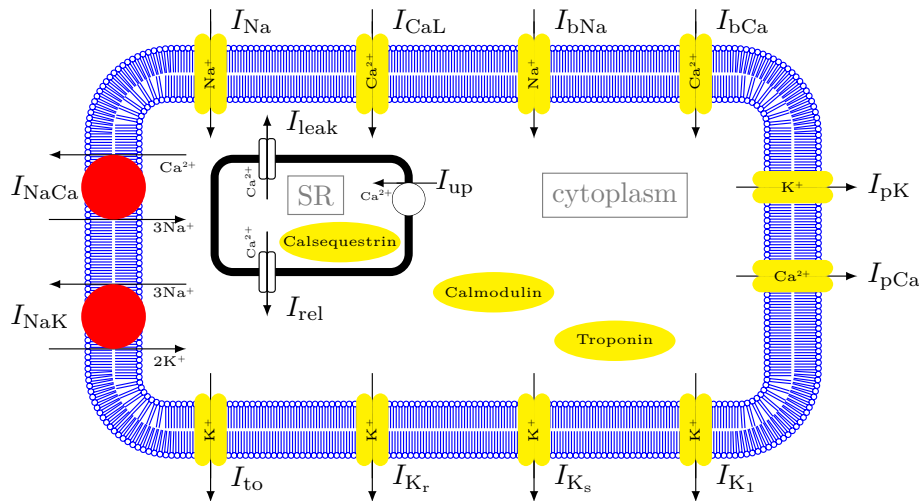 I_Na
I_CaL
I_bNa
I_bCa
Na⁺
Ca²⁺
Na⁺
Ca²⁺
I_leak
Ca²⁺
I_NaCa
Ca²⁺
SR
Ca²⁺
I_up
cytoplasm
K⁺
I_pK
3Na⁺
Ca²⁺
Calsequestrin
Ca²⁺
I_pCa
3Na⁺
Calmodulin
I_NaK
I_rel
Troponin
2K⁺
K⁺
K⁺
K⁺
K⁺
I_to
I_Kr
I_Ks
I_K1